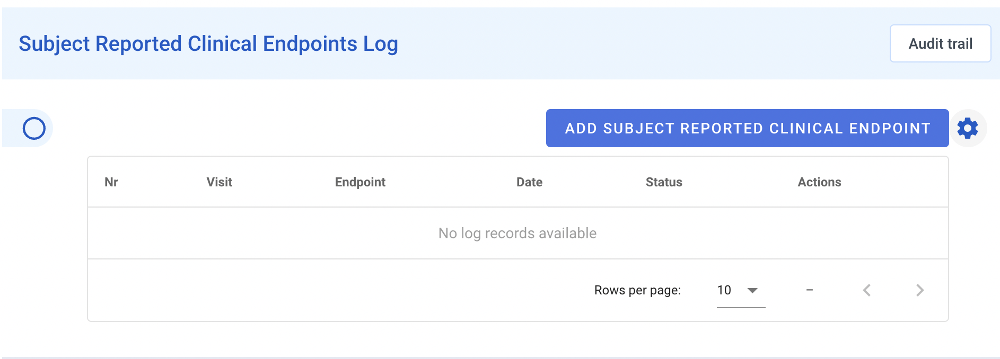 Subject Reported Clinical Endpoints Log
Audit trail
ADD SUBJECT REPORTED CLINICAL ENDPOINT
Nr Visit Endpoint Date Status Actions
No log records available
Rows per page: 10 –